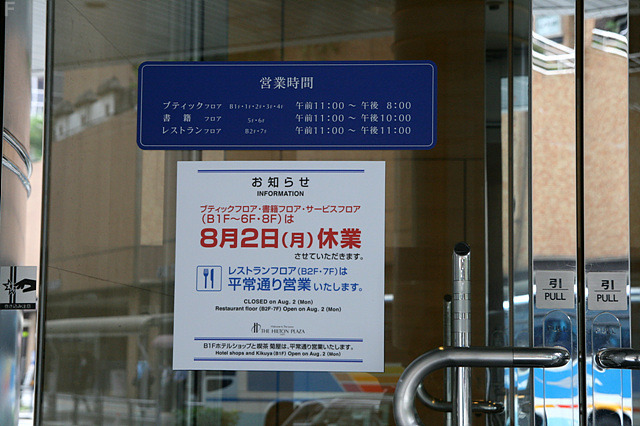 営業時間
ブティックフロア B1F・1F・2F・3F・4F 午前11:00 ～ 午後 8:00
書籍 フロア 5F・6F 午前11:00 ～ 午後10:00
レストランフロア B2F・7F 午前11:00 ～ 午後11:00
お知らせ
INFORMATION
ブティックフロア・書籍フロア・サービスフロア
(B1F～6F・8F)は
8月2日(月)休業
させていただきます。
レストランフロア(B2F・7F)は
平常通り営業いたします。
CLOSED on Aug. 2 (Mon)
Restaurant floor (B2F·7F) Open on Aug. 2 (Mon)
THE HILTON PLAZA
B1Fホテルショップと喫茶 菊屋は、平常通り営業いたします。
Hotel shops and Kikuya (B1F) Open on Aug. 2 (Mon)
引
PULL
引
PULL
F